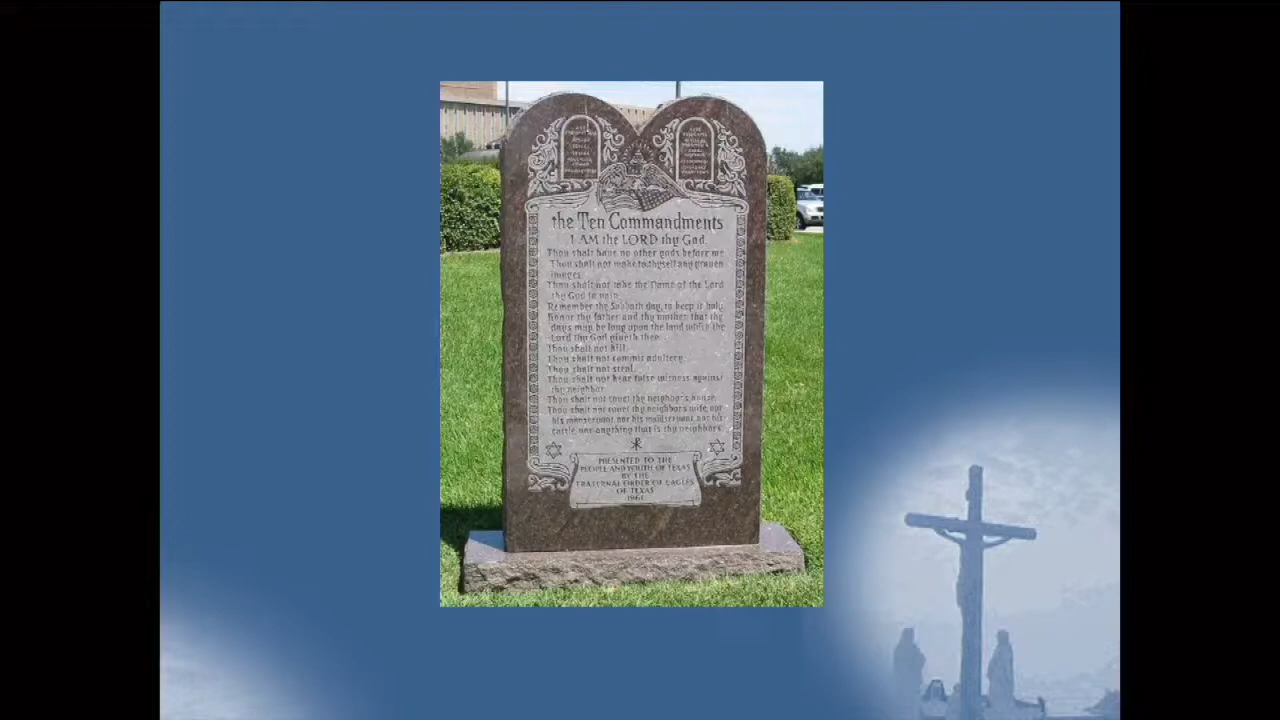 the Ten Commandments
I AM the LORD thy God.
Thou shalt have no other gods before me
Thou shalt not make to thyself any graven
images
Thou shalt not take the Name of the Lord
thy God in vain
Remember the Sabbath day, to keep it holy
Honor thy father and thy mother that thy
days may be long upon the land which the
Lord thy God giveth thee
Thou shalt not kill
Thou shalt not commit adultery
Thou shalt not steal
Thou shalt not bear false witness against
thy neighbor
Thou shalt not covet thy neighbor's house
Thou shalt not covet thy neighbor's wife nor
his manservant nor his maidservant nor his
cattle nor anything that is thy neighbor's
PRESENTED TO THE
PEOPLE AND YOUTH OF TEXAS
BY THE
FRATERNAL ORDER OF EAGLES
OF TEXAS
1961